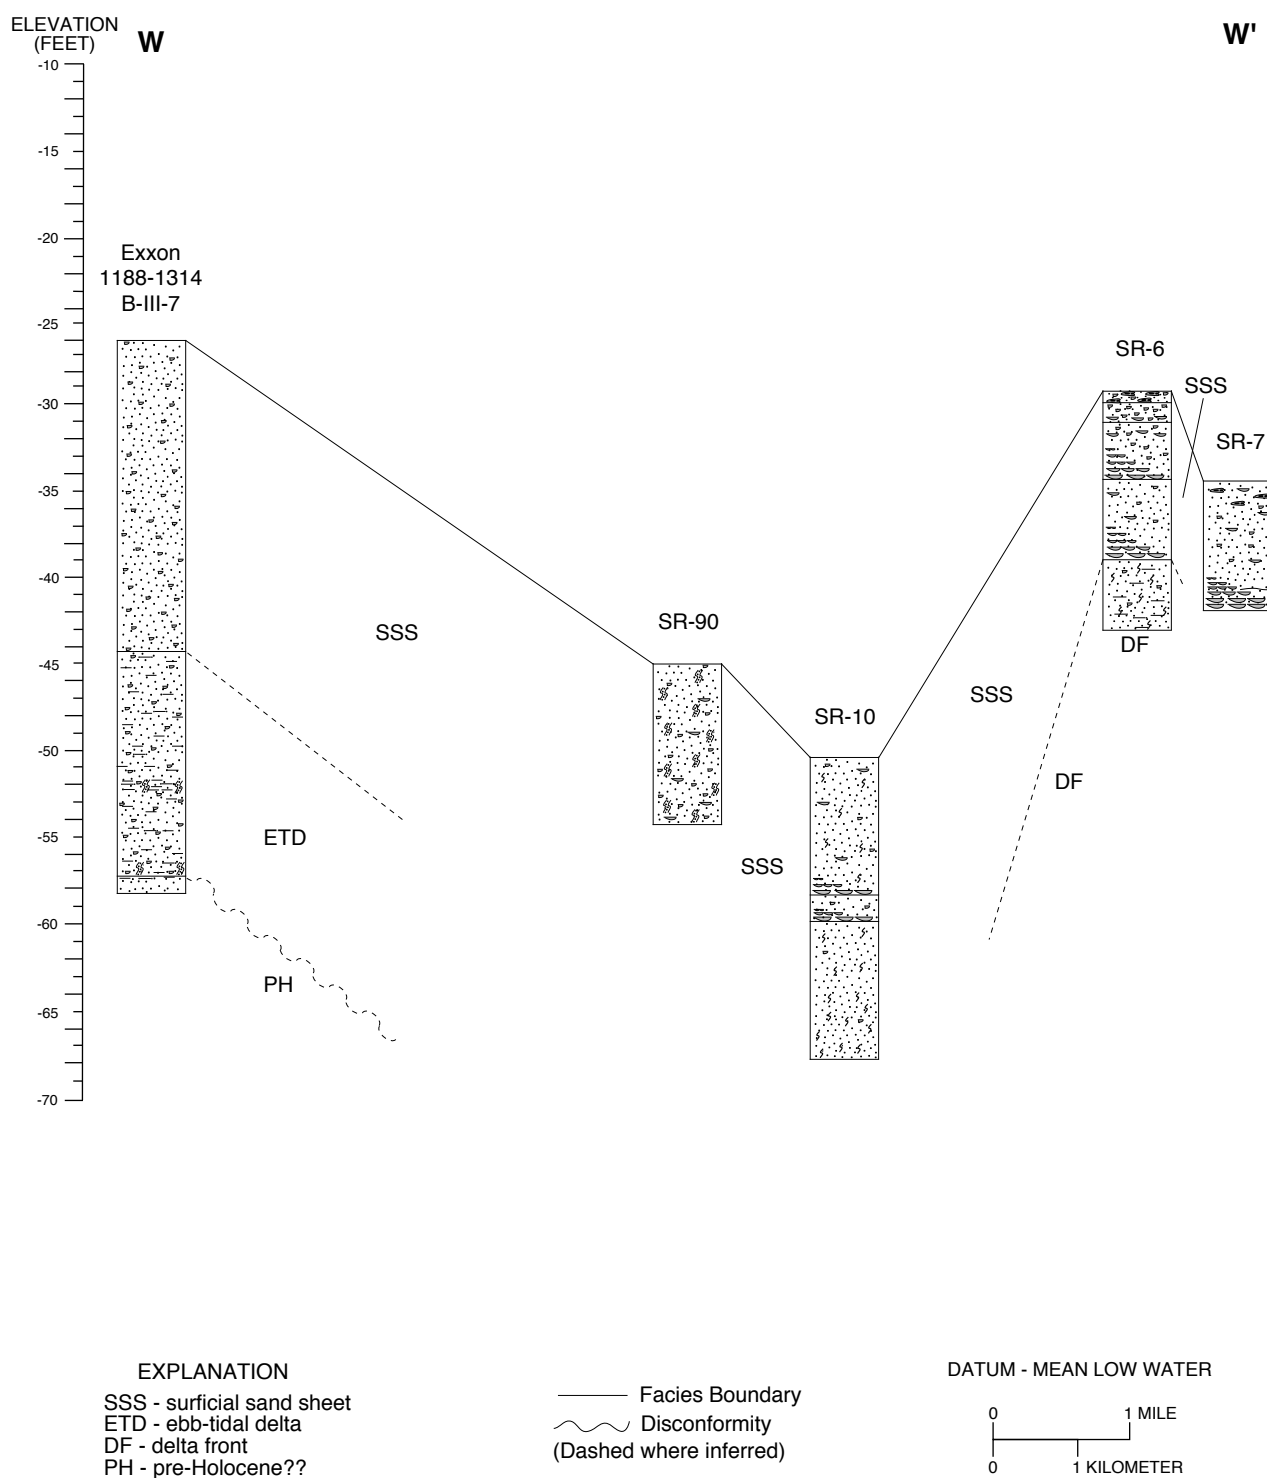 ELEVATION
(FEET)
W
W'
-10
-15
-20
-25
-30
-35
-40
-45
-50
-55
-60
-65
-70
Exxon
1188-1314
B-III-7
SR-90
SR-10
SR-6
SSS
SR-7
SSS
SSS
SSS
DF
DF
ETD
PH
EXPLANATION
SSS - surficial sand sheet
ETD - ebb-tidal delta
DF - delta front
PH - pre-Holocene??
Facies Boundary
Disconformity
(Dashed where inferred)
DATUM - MEAN LOW WATER
0 1 MILE
0 1 KILOMETER